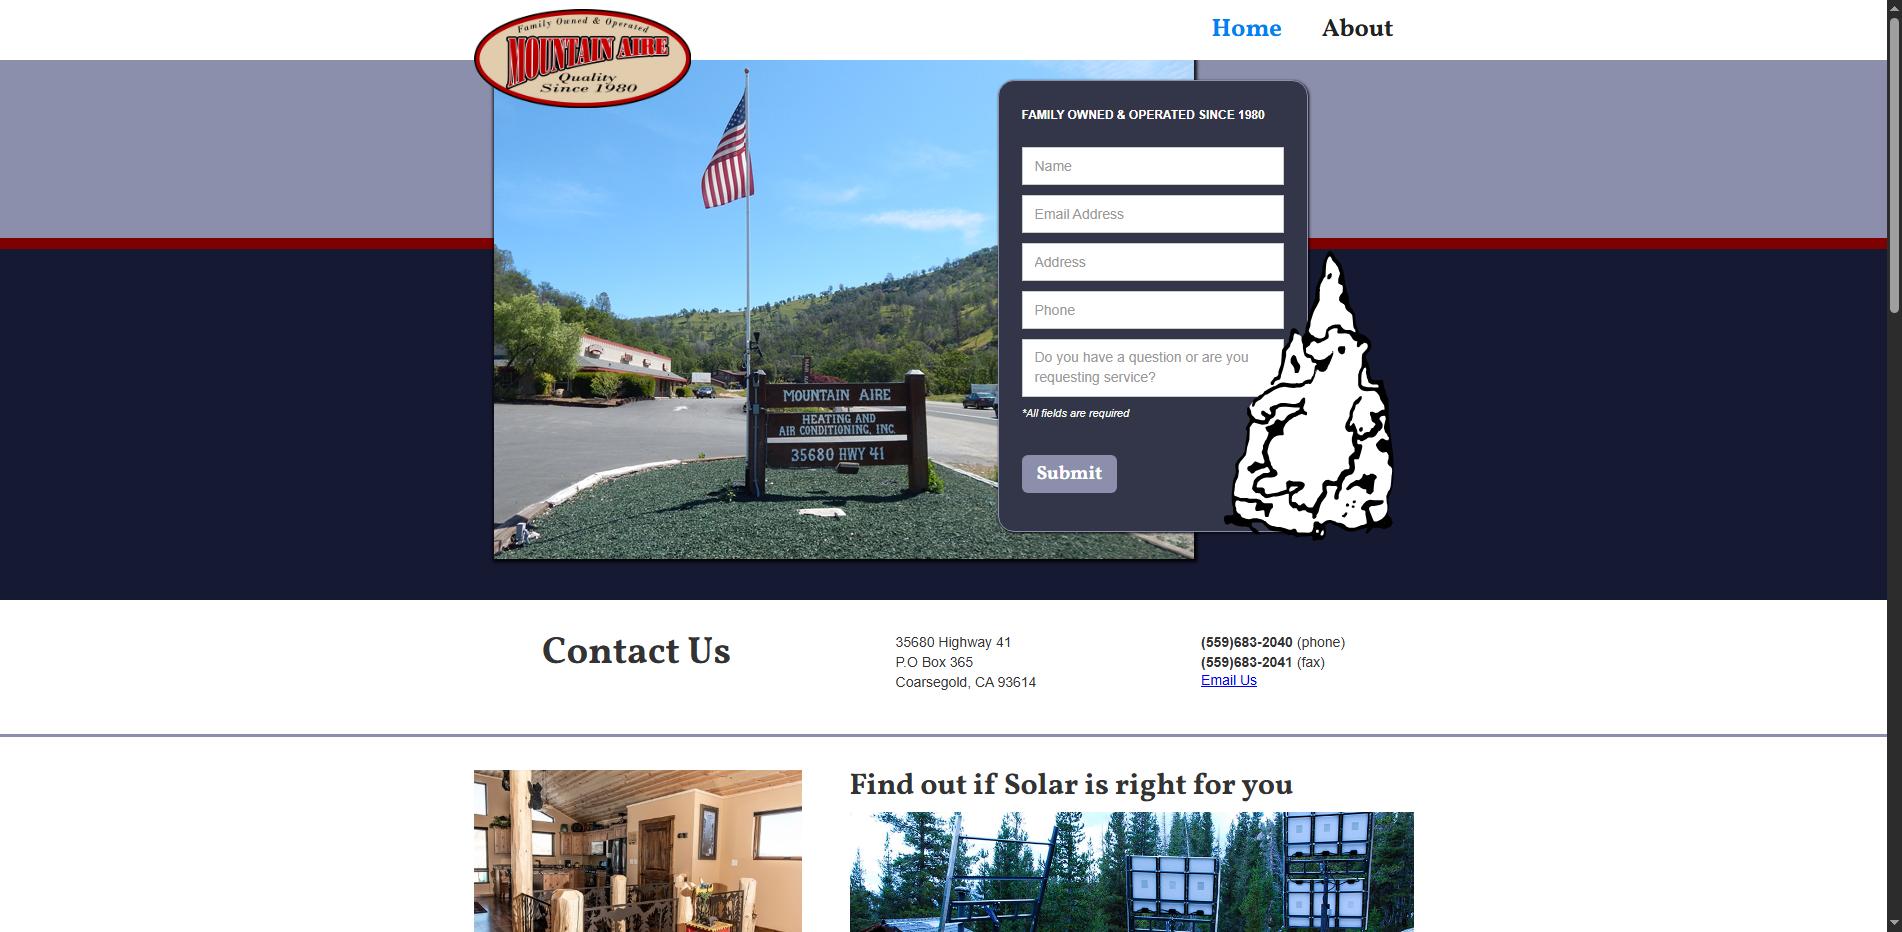 Family Owned & Operated
MOUNTAIN AIRE
Quality
Since 1980
Home
About
FAMILY OWNED & OPERATED SINCE 1980
Name
Email Address
Address
Phone
Do you have a question or are you
requesting service?
*All fields are required
Submit
MOUNTAIN AIRE
HEATING AND
AIR CONDITIONING, INC.
35680 HWY 41
Contact Us
35680 Highway 41
P.O Box 365
Coarsegold, CA 93614
(559)683-2040 (phone)
(559)683-2041 (fax)
Email Us
Find out if Solar is right for you